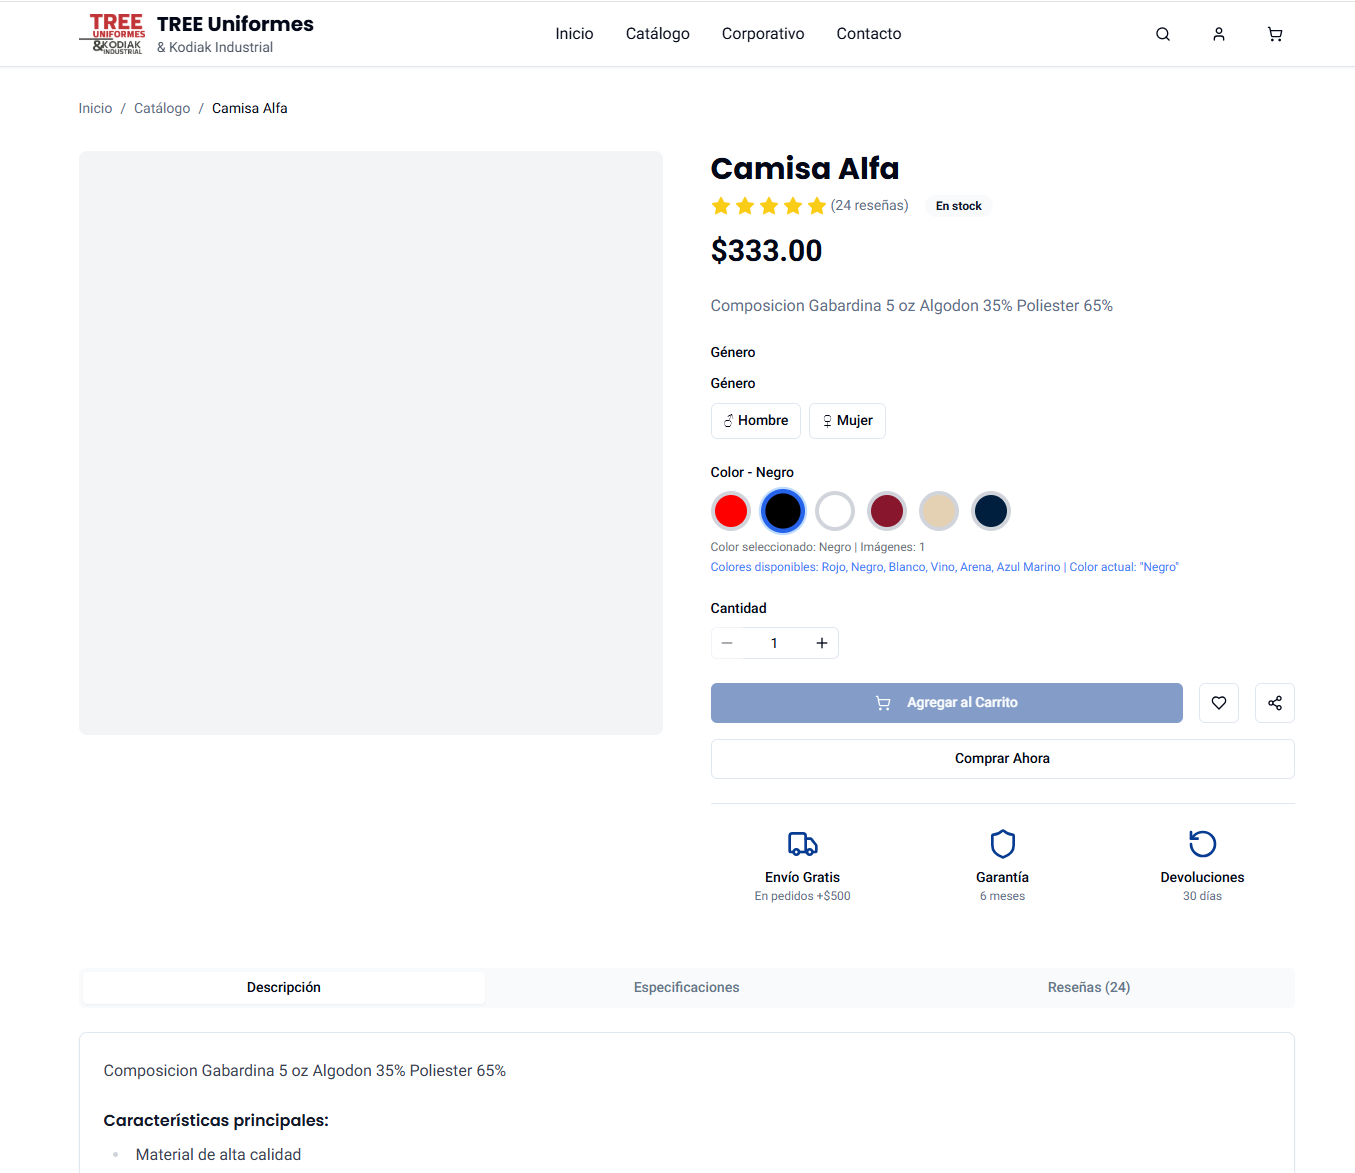 TREE
UNIFORMES
&KODIAK
INDUSTRIAL
TREE Uniformes
& Kodiak Industrial
Inicio
Catálogo
Corporativo
Contacto
Inicio / Catálogo / Camisa Alfa
Camisa Alfa
(24 reseñas)
En stock
$333.00
Composicion Gabardina 5 oz Algodon 35% Poliester 65%
Género
Género
♂ Hombre
♀ Mujer
Color - Negro
Color seleccionado: Negro | Imágenes: 1
Colores disponibles: Rojo, Negro, Blanco, Vino, Arena, Azul Marino | Color actual: "Negro"
Cantidad
1
Agregar al Carrito
Comprar Ahora
Envío Gratis
En pedidos +$500
Garantía
6 meses
Devoluciones
30 días
Descripción
Especificaciones
Reseñas (24)
Composicion Gabardina 5 oz Algodon 35% Poliester 65%
Características principales:
Material de alta calidad